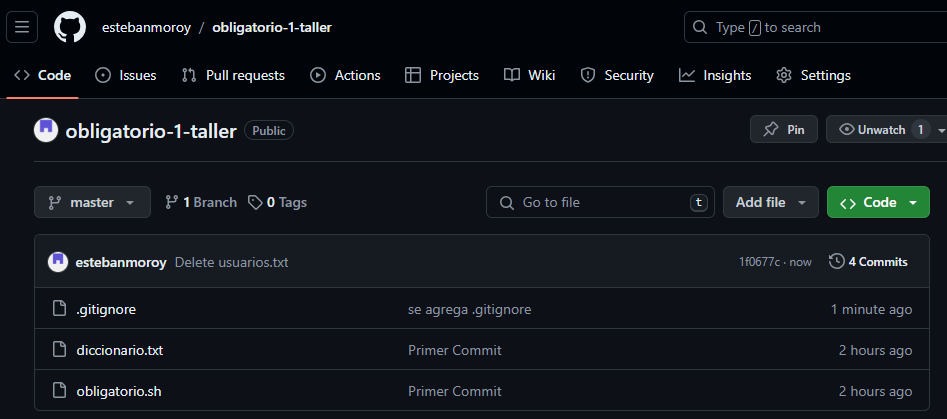 estebanmoroy / obligatorio-1-taller Type / to search
Code Issues Pull requests Actions Projects Wiki Security Insights Settings
obligatorio-1-taller Public Pin Unwatch 1
master 1 Branch 0 Tags Go to file t Add file Code
estebanmoroy Delete usuarios.txt 1f0677c · now 4 Commits
.gitignore se agrega .gitignore 1 minute ago
diccionario.txt Primer Commit 2 hours ago
obligatorio.sh Primer Commit 2 hours ago